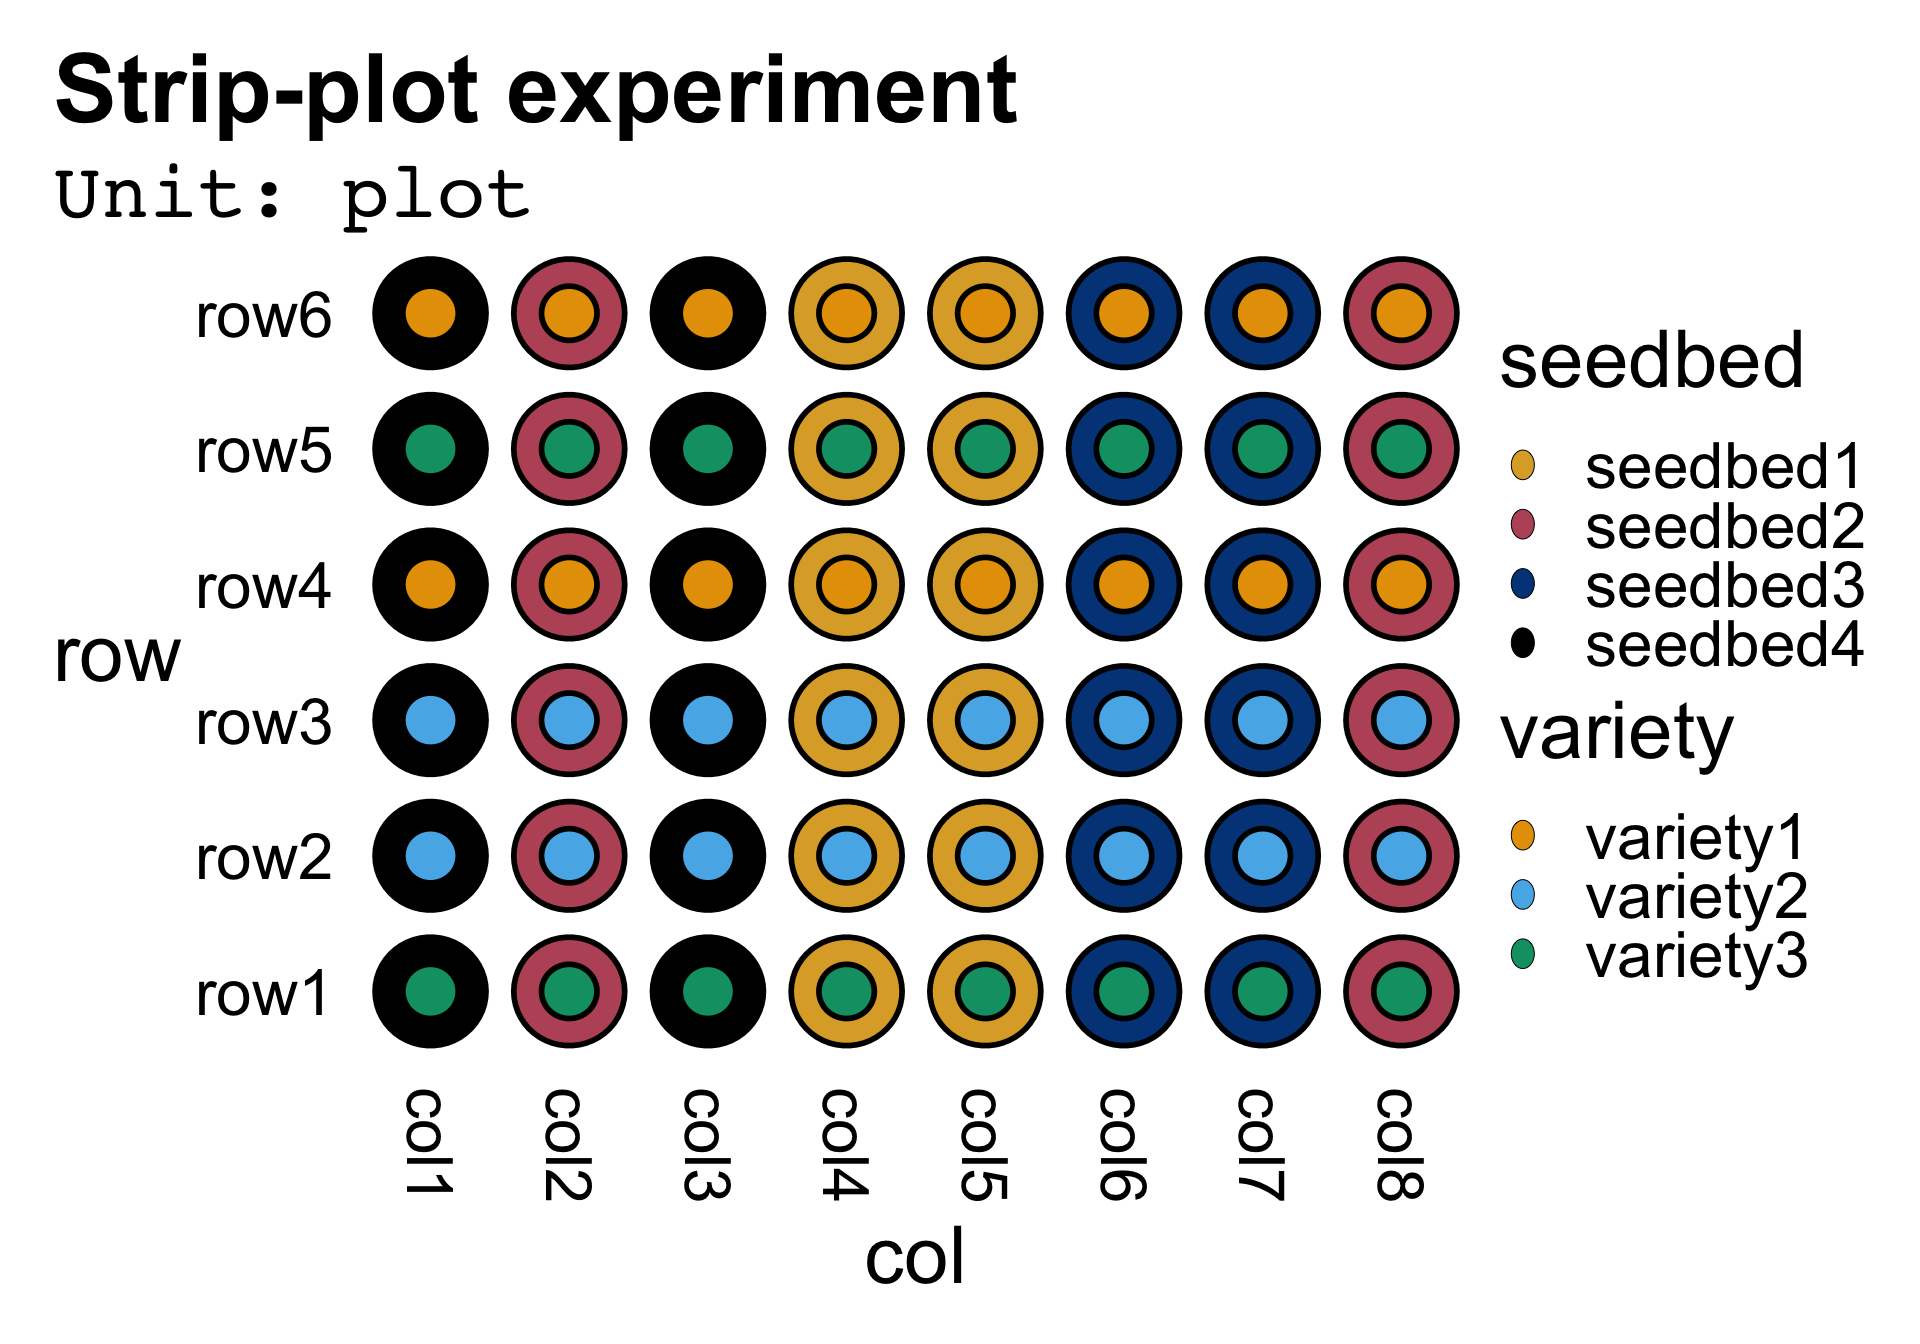 Strip-plot experiment
Unit: plot
row6
row5
row4
row
row3
row2
row1
col1
col2
col3
col4
col5
col6
col7
col8
col
seedbed
seedbed1
seedbed2
seedbed3
seedbed4
variety
variety1
variety2
variety3